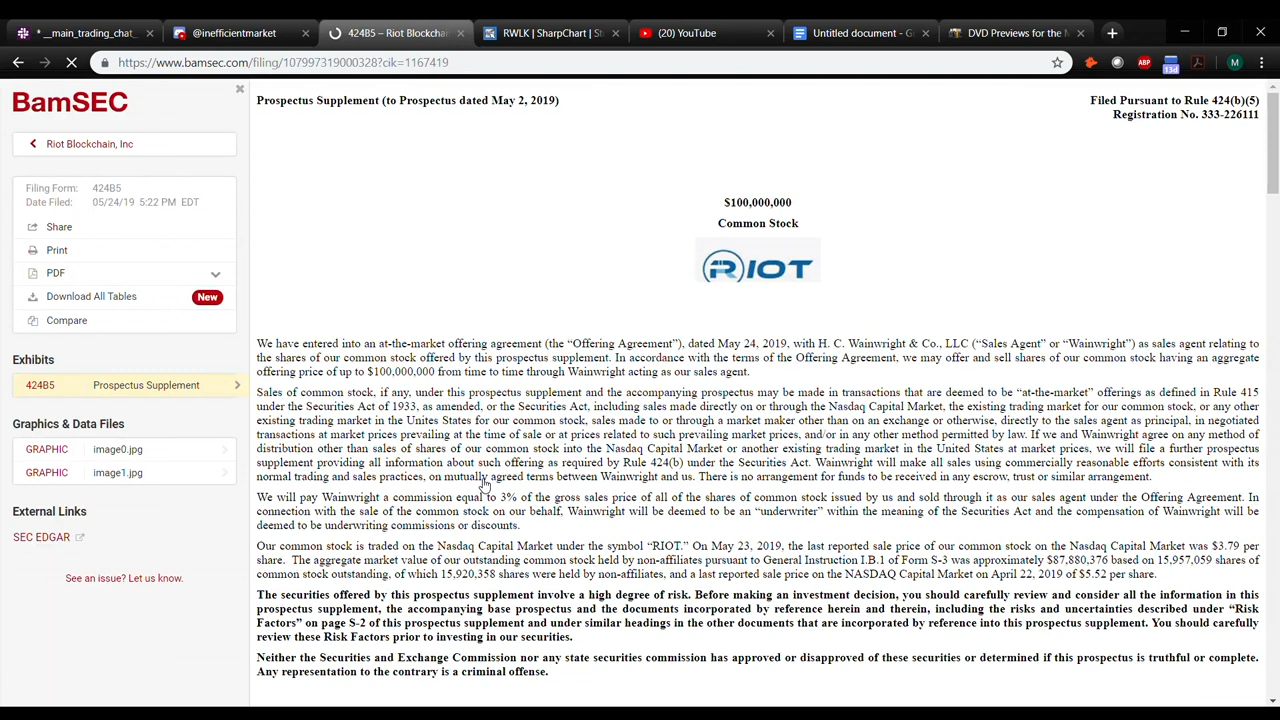 * __main_trading_chat_
@inefficientmarket
424B5 – Riot Blockchai
RWLK | SharpChart | St
(20) YouTube
Untitled document - G
DVD Previews for the M
https://www.bamsec.com/filing/107997319000328?cik=1167419
ABP
13d
M
BamSEC
Riot Blockchain, Inc
Filing Form: 424B5
Date Filed: 05/24/19 5:22 PM EDT
Share
Print
PDF
Download All Tables New
Compare
Exhibits
424B5 Prospectus Supplement
Graphics & Data Files
GRAPHIC image0.jpg
GRAPHIC image1.jpg
External Links
SEC EDGAR
See an issue? Let us know.
Prospectus Supplement (to Prospectus dated May 2, 2019)
Filed Pursuant to Rule 424(b)(5)
Registration No. 333-226111
$100,000,000
Common Stock
RIOT
We have entered into an at-the-market offering agreement (the “Offering Agreement”), dated May 24, 2019, with H. C. Wainwright & Co., LLC (“Sales Agent” or “Wainwright”) as sales agent relating to
the shares of our common stock offered by this prospectus supplement. In accordance with the terms of the Offering Agreement, we may offer and sell shares of our common stock having an aggregate
offering price of up to $100,000,000 from time to time through Wainwright acting as our sales agent.
Sales of common stock, if any, under this prospectus supplement and the accompanying prospectus may be made in transactions that are deemed to be “at-the-market” offerings as defined in Rule 415
under the Securities Act of 1933, as amended, or the Securities Act, including sales made directly on or through the Nasdaq Capital Market, the existing trading market for our common stock, or any other
existing trading market in the Unites States for our common stock, sales made to or through a market maker other than on an exchange or otherwise, directly to the sales agent as principal, in negotiated
transactions at market prices prevailing at the time of sale or at prices related to such prevailing market prices, and/or in any other method permitted by law. If we and Wainwright agree on any method of
distribution other than sales of shares of our common stock into the Nasdaq Capital Market or another existing trading market in the United States at market prices, we will file a further prospectus
supplement providing all information about such offering as required by Rule 424(b) under the Securities Act. Wainwright will make all sales using commercially reasonable efforts consistent with its
normal trading and sales practices, on mutually agreed terms between Wainwright and us. There is no arrangement for funds to be received in any escrow, trust or similar arrangement.
We will pay Wainwright a commission equal to 3% of the gross sales price of all of the shares of common stock issued by us and sold through it as our sales agent under the Offering Agreement. In
connection with the sale of the common stock on our behalf, Wainwright will be deemed to be an “underwriter” within the meaning of the Securities Act and the compensation of Wainwright will be
deemed to be underwriting commissions or discounts.
Our common stock is traded on the Nasdaq Capital Market under the symbol “RIOT.” On May 23, 2019, the last reported sale price of our common stock on the Nasdaq Capital Market was $3.79 per
share. The aggregate market value of our outstanding common stock held by non-affiliates pursuant to General Instruction I.B.1 of Form S-3 was approximately $87,880,376 based on 15,957,059 shares of
common stock outstanding, of which 15,920,358 shares were held by non-affiliates, and a last reported sale price on the NASDAQ Capital Market on April 22, 2019 of $5.52 per share.
The securities offered by this prospectus supplement involve a high degree of risk. Before making an investment decision, you should carefully review and consider all the information in this
prospectus supplement, the accompanying base prospectus and the documents incorporated by reference herein and therein, including the risks and uncertainties described under “Risk
Factors” on page S-2 of this prospectus supplement and under similar headings in the other documents that are incorporated by reference into this prospectus supplement. You should carefully
review these Risk Factors prior to investing in our securities.
Neither the Securities and Exchange Commission nor any state securities commission has approved or disapproved of these securities or determined if this prospectus is truthful or complete.
Any representation to the contrary is a criminal offense.